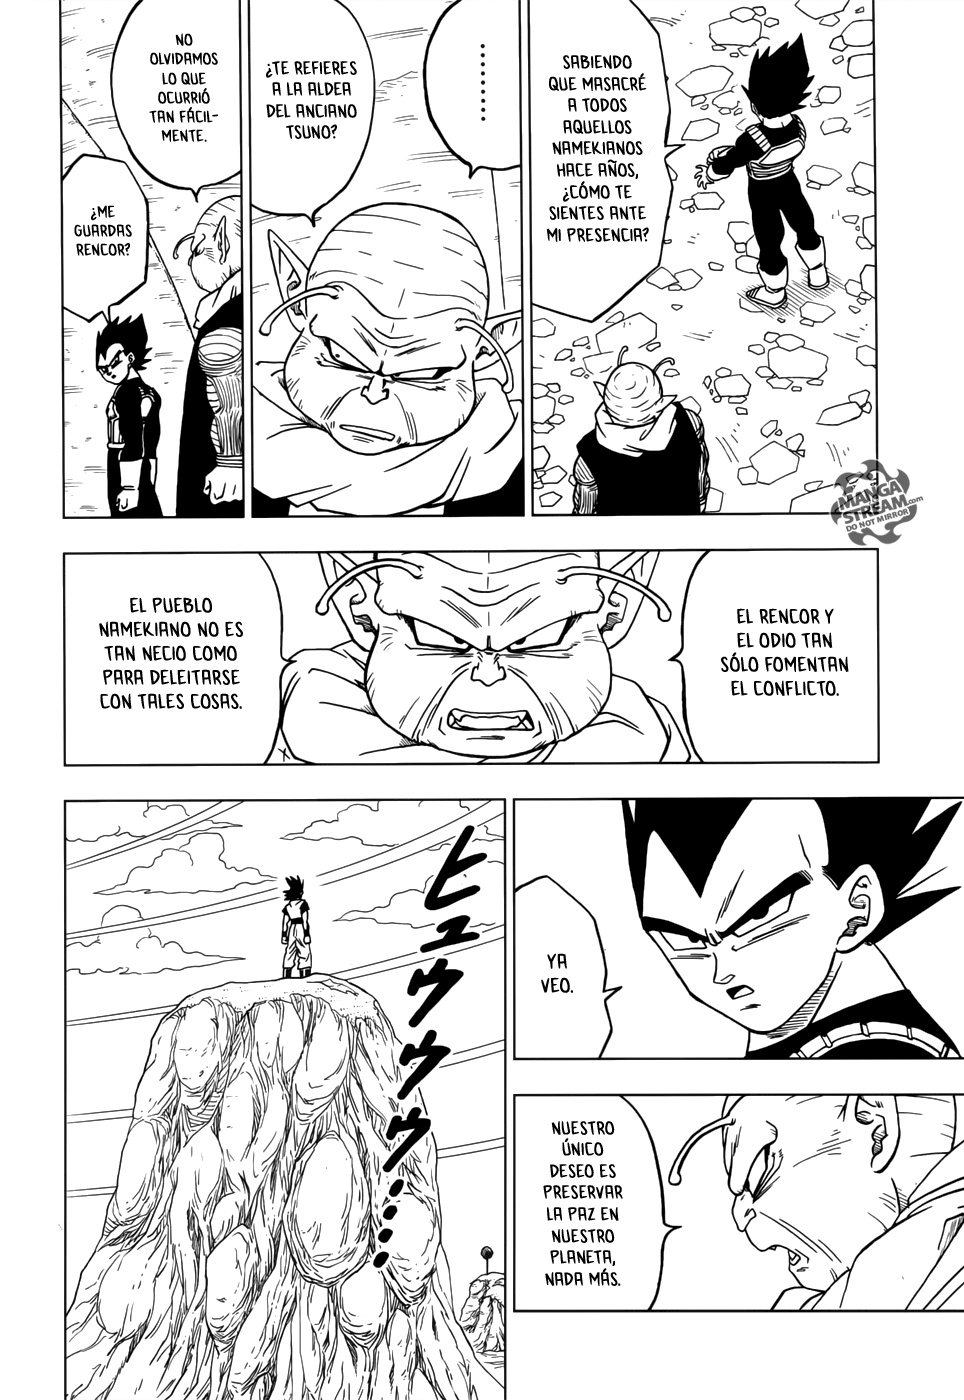 SABIENDO
QUE MASACRÉ
A TODOS
AQUELLOS
NAMEKIANOS
HACE AÑOS,
¿CÓMO TE
SIENTES ANTE
MI PRESENCIA?
........
¿TE REFIERES
A LA ALDEA
DEL ANCIANO
TSUNO?
NO
OLVIDAMOS
LO QUE
OCURRIÓ
TAN FÁCIL-
MENTE.
¿ME
GUARDAS
RENCOR?
MANGA
STREAM.com
DO NOT MIRROR
EL RENCOR Y
EL ODIO TAN
SÓLO FOMENTAN
EL CONFLICTO.
EL PUEBLO
NAMEKIANO NO ES
TAN NECIO COMO
PARA DELEITARSE
CON TALES COSAS.
YA
VEO.
NUESTRO
ÚNICO
DESEO ES
PRESERVAR
LA PAZ EN
NUESTRO
PLANETA,
NADA MÁS.
ヒュウウウ・・・・